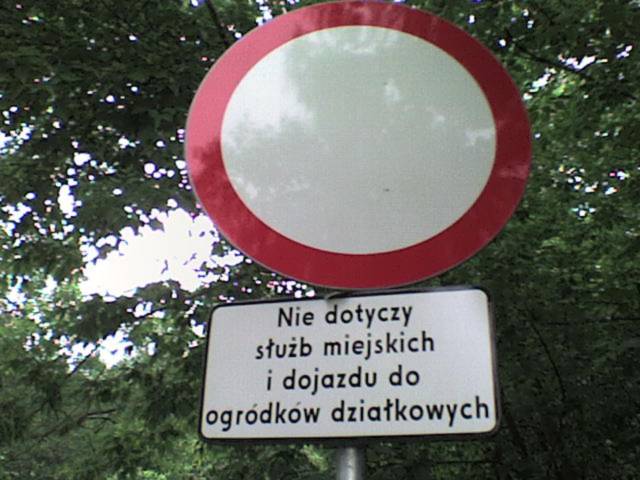 Nie dotyczy
służb miejskich
i dojazdu do
ogródków działkowych